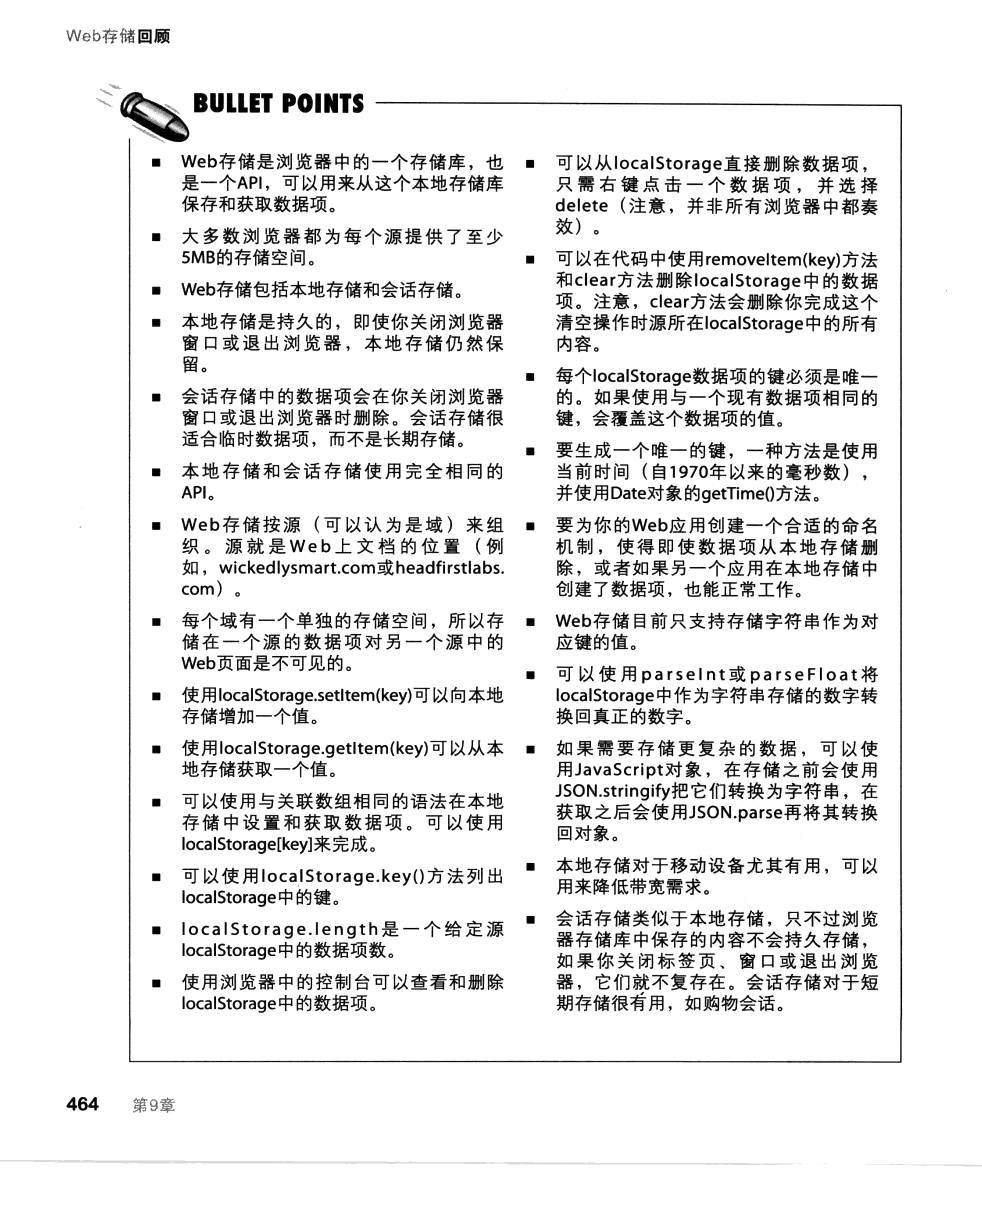 Web存储回顾
BULLET POINTS
■ Web存储是浏览器中的一个存储库，也
是一个API，可以用来从这个本地存储库
保存和获取数据项。
■ 大多数浏览器都为每个源提供了至少
5MB的存储空间。
■ Web存储包括本地存储和会话存储。
■ 本地存储是持久的，即使你关闭浏览器
窗口或退出浏览器，本地存储仍然保
留。
■ 会话存储中的数据项会在你关闭浏览器
窗口或退出浏览器时删除。会话存储很
适合临时数据项，而不是长期存储。
■ 本地存储和会话存储使用完全相同的
API。
■ Web存储按源（可以认为是域）来组
织。源就是Web上文档的位置（例
如，wickedlysmart.com或headfirstlabs.
com）。
■ 每个域有一个单独的存储空间，所以存
储在一个源的数据项对另一个源中的
Web页面是不可见的。
■ 使用localStorage.setItem(key)可以向本地
存储增加一个值。
■ 使用localStorage.getItem(key)可以从本
地存储获取一个值。
■ 可以使用与关联数组相同的语法在本地
存储中设置和获取数据项。可以使用
localStorage[key]来完成。
■ 可以使用localStorage.key()方法列出
localStorage中的键。
■ localStorage.length是一个给定源
localStorage中的数据项数。
■ 使用浏览器中的控制台可以查看和删除
localStorage中的数据项。
■ 可以从localStorage直接删除数据项，
只需右键点击一个数据项，并选择
delete（注意，并非所有浏览器中都奏
效）。
■ 可以在代码中使用removeItem(key)方法
和clear方法删除localStorage中的数据
项。注意，clear方法会删除你完成这个
清空操作时源所在localStorage中的所有
内容。
■ 每个localStorage数据项的键必须是唯一
的。如果使用与一个现有数据项相同的
键，会覆盖这个数据项的值。
■ 要生成一个唯一的键，一种方法是使用
当前时间（自1970年以来的毫秒数），
并使用Date对象的getTime()方法。
■ 要为你的Web应用创建一个合适的命名
机制，使得即使数据项从本地存储删
除，或者如果另一个应用在本地存储中
创建了数据项，也能正常工作。
■ Web存储目前只支持存储字符串作为对
应键的值。
■ 可以使用parseInt或parseFloat将
localStorage中作为字符串存储的数字转
换回真正的数字。
■ 如果需要存储更复杂的数据，可以使
用JavaScript对象，在存储之前会使用
JSON.stringify把它们转换为字符串，在
获取之后会使用JSON.parse再将其转换
回对象。
■ 本地存储对于移动设备尤其有用，可以
用来降低带宽需求。
■ 会话存储类似于本地存储，只不过浏览
器存储库中保存的内容不会持久存储，
如果你关闭标签页、窗口或退出浏览
器，它们就不复存在。会话存储对于短
期存储很有用，如购物会话。
464 第9章